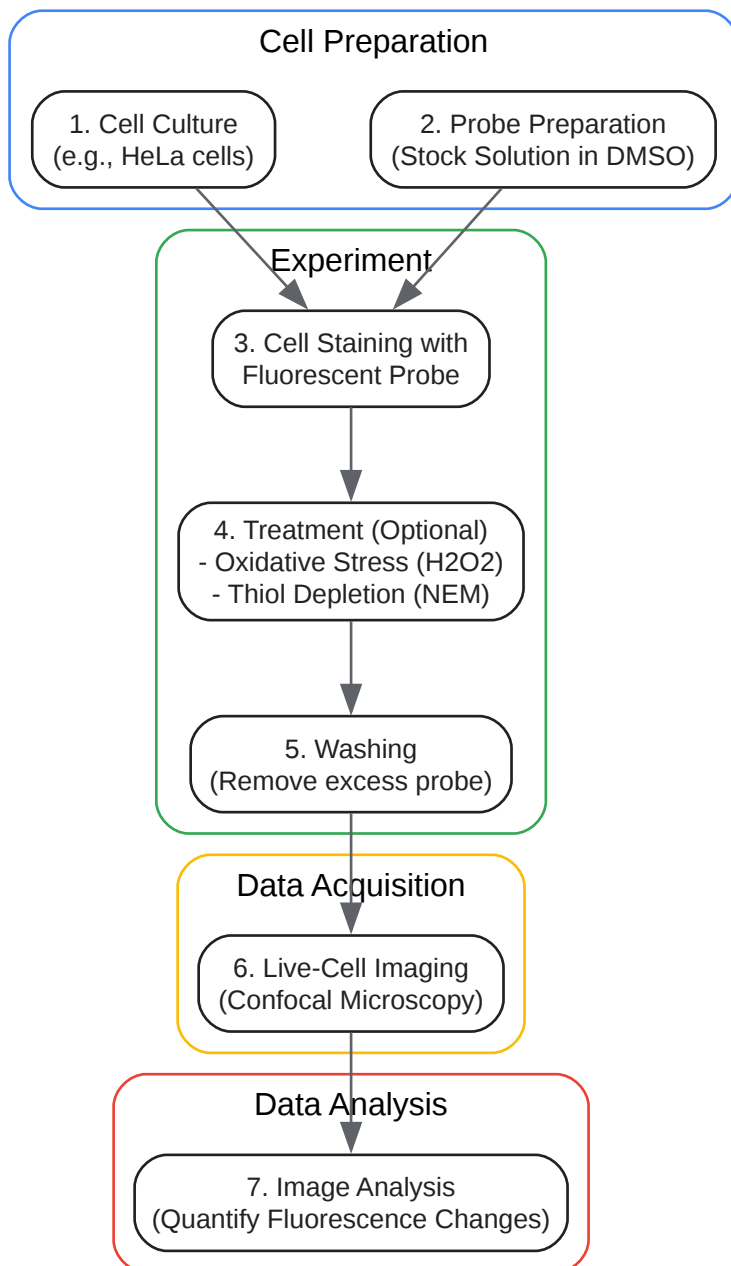 Cell Preparation
1. Cell Culture
(e.g., HeLa cells)
2. Probe Preparation
(Stock Solution in DMSO)
Experiment
3. Cell Staining with
Fluorescent Probe
4. Treatment (Optional)
- Oxidative Stress (H2O2)
- Thiol Depletion (NEM)
5. Washing
(Remove excess probe)
Data Acquisition
6. Live-Cell Imaging
(Confocal Microscopy)
Data Analysis
7. Image Analysis
(Quantify Fluorescence Changes)